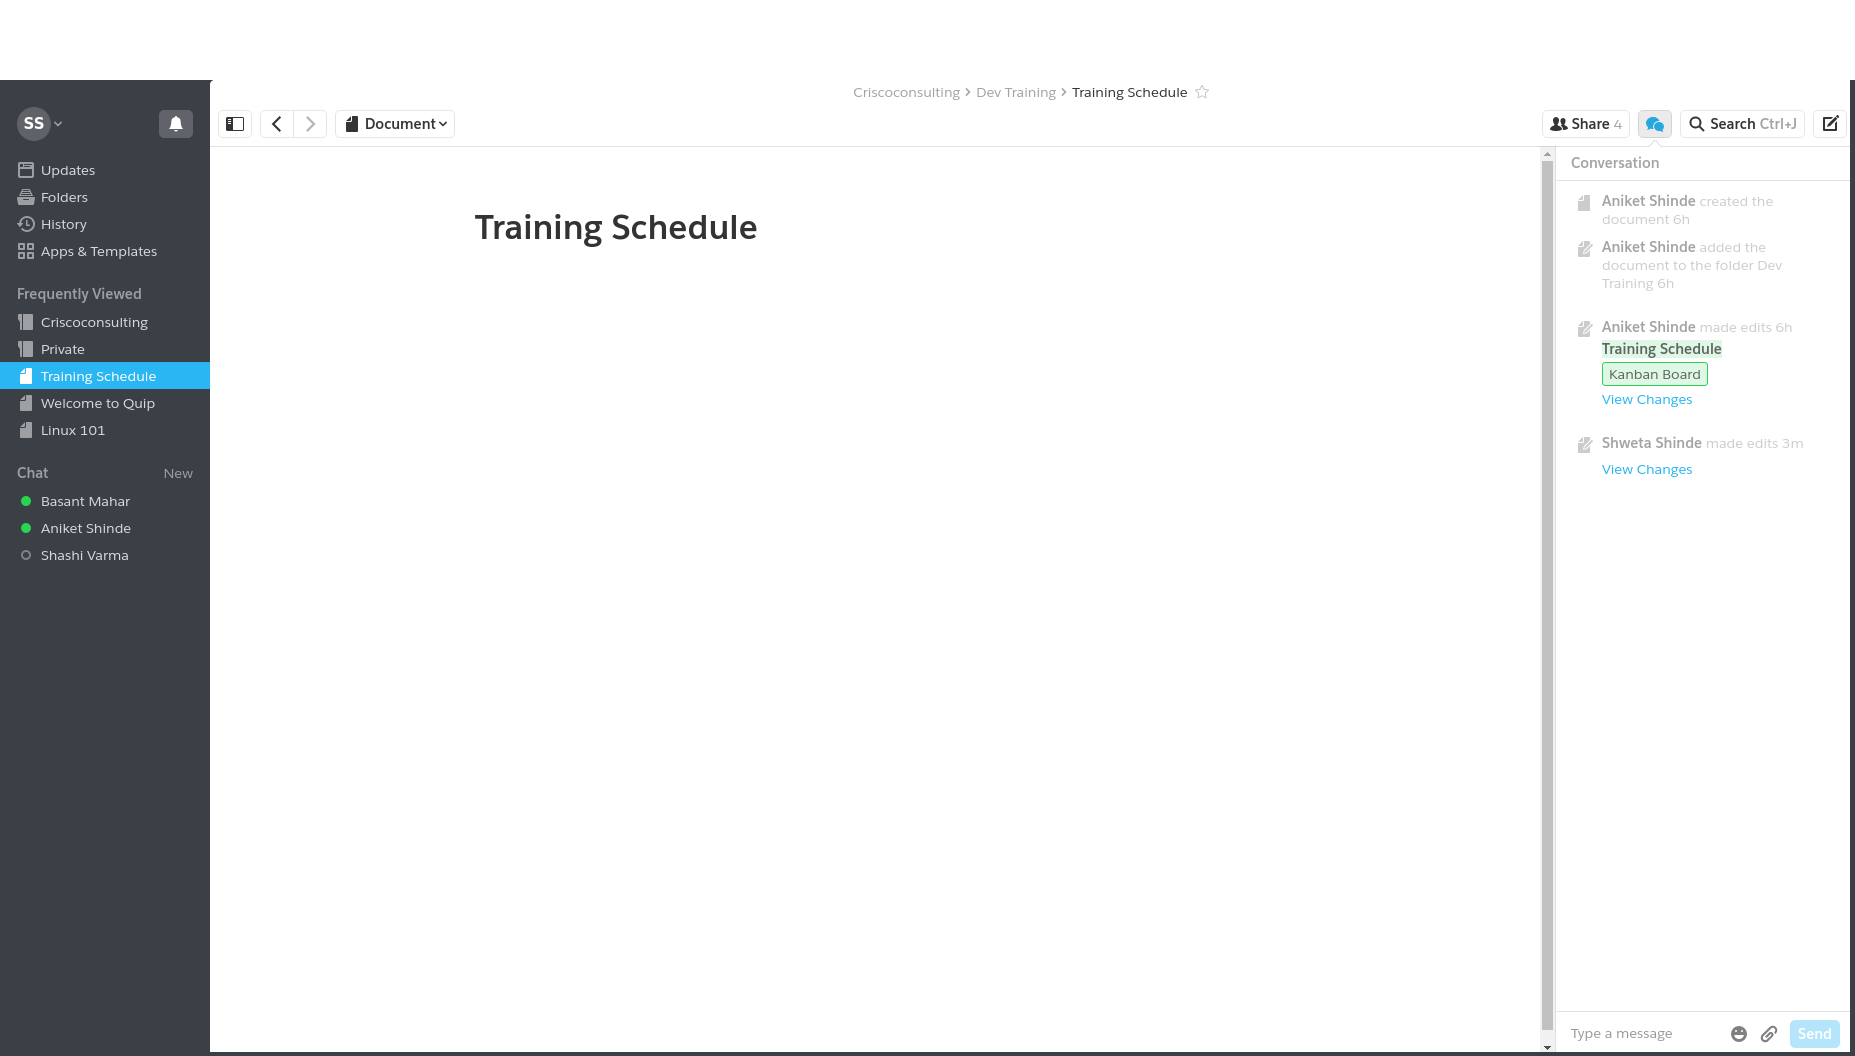 Criscoconsulting > Dev Training > Training Schedule
SS
Document
Share 4
Search Ctrl+J
Updates
Folders
History
Apps & Templates
Frequently Viewed
Criscoconsulting
Private
Training Schedule
Welcome to Quip
Linux 101
Chat New
Basant Mahar
Aniket Shinde
Shashi Varma
Training Schedule
Conversation
Aniket Shinde created the
document 6h
Aniket Shinde added the
document to the folder Dev
Training 6h
Aniket Shinde made edits 6h
Training Schedule
Kanban Board
View Changes
Shweta Shinde made edits 3m
View Changes
Type a message
Send